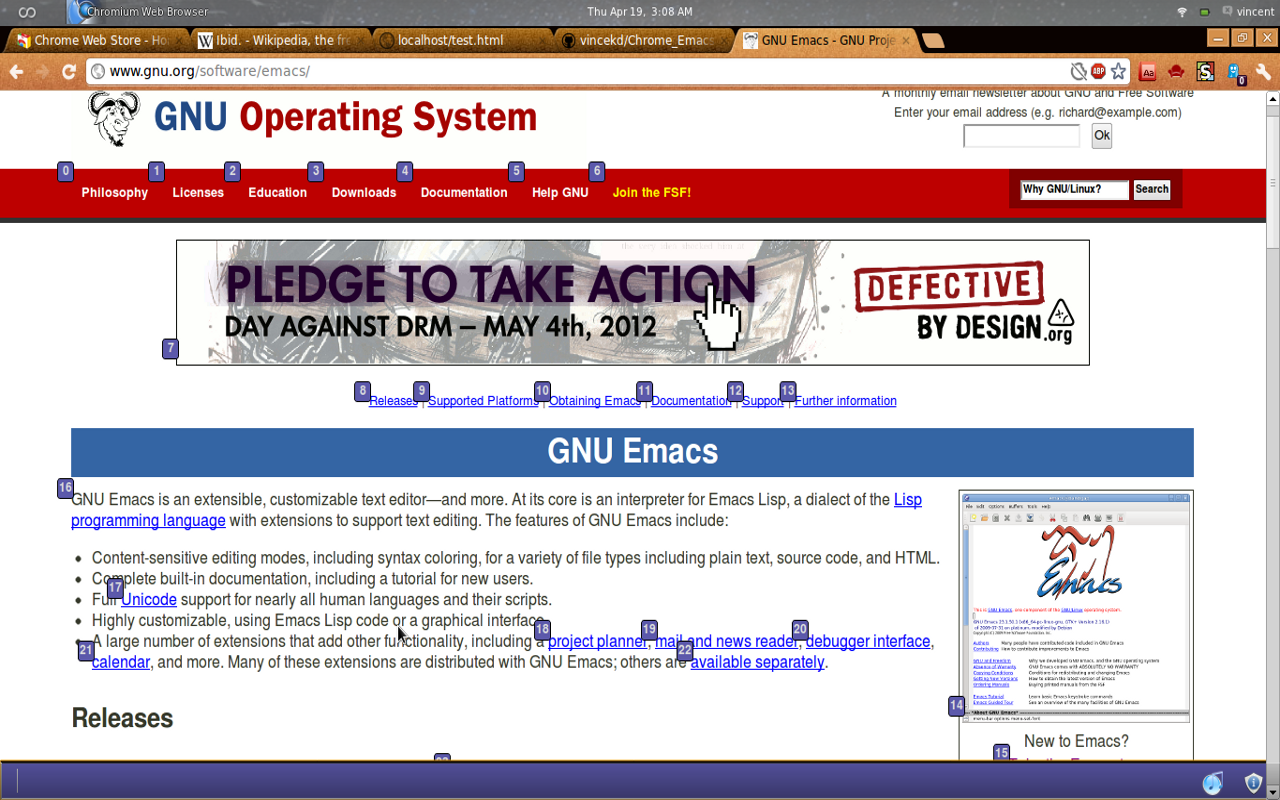 Chromium Web Browser
Thu Apr 19, 3:08 AM
vincent
Chrome Web Store - Ho
Ibid. - Wikipedia, the fr
localhost/test.html
vincekd/Chrome_Emacs
GNU Emacs - GNU Proje
www.gnu.org/software/emacs/
ABP
Aa
S
0
GNU Operating System
A monthly email newsletter about GNU and Free Software
Enter your email address (e.g. richard@example.com)
Ok
0 1 2 3 4 5 6
Philosophy Licenses Education Downloads Documentation Help GNU Join the FSF!
Why GNU/Linux? Search
PLEDGE TO TAKE ACTION
DAY AGAINST DRM — MAY 4th, 2012
DEFECTIVE
BY DESIGN.org
7
8 9 10 11 12 13
Releases | Supported Platforms | Obtaining Emacs | Documentation | Support | Further information
GNU Emacs
16
GNU Emacs is an extensible, customizable text editor—and more. At its core is an interpreter for Emacs Lisp, a dialect of the Lisp
programming language with extensions to support text editing. The features of GNU Emacs include:
Content-sensitive editing modes, including syntax coloring, for a variety of file types including plain text, source code, and HTML.
Complete built-in documentation, including a tutorial for new users.
17
Full Unicode support for nearly all human languages and their scripts.
Highly customizable, using Emacs Lisp code or a graphical interface.
18 19 20
A large number of extensions that add other functionality, including a project planner, mail and news reader, debugger interface,
21 22
calendar, and more. Many of these extensions are distributed with GNU Emacs; others are available separately.
Releases
Emacs
14
New to Emacs?
15